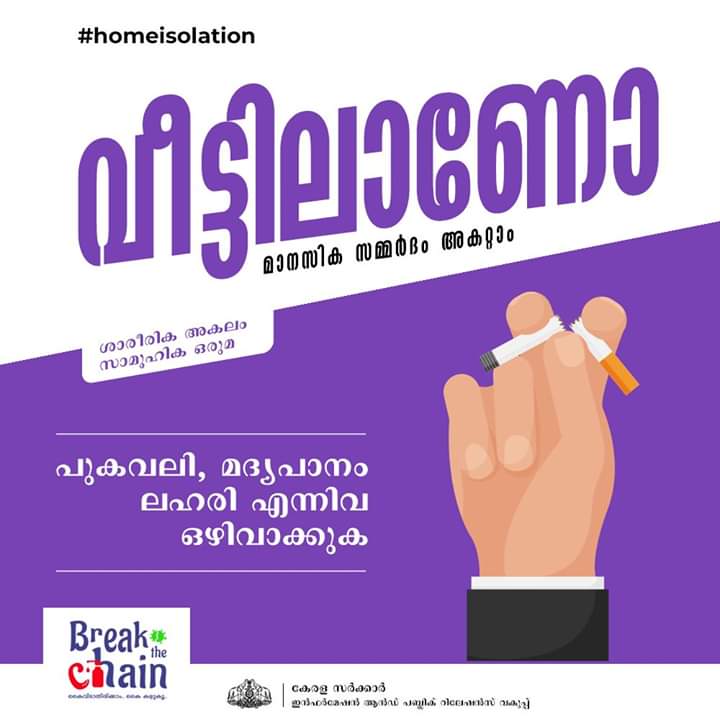 #homeisolation
വീട്ടിലാണോ
മാനസിക സമ്മർദം അകറ്റാം
ശാരീരിക അകലം
സാമൂഹിക ഒരുമ
പുകവലി, മദ്യപാനം
ലഹരി എന്നിവ
ഒഴിവാക്കുക
Break
the
chain
കൈവിടാതിരിക്കാം. കൈ കഴുകൂ.
കേരള സർക്കാർ
ഇൻഫർമേഷൻ ആൻഡ് പബ്ലിക് റിലേഷൻസ് വകുപ്പ്